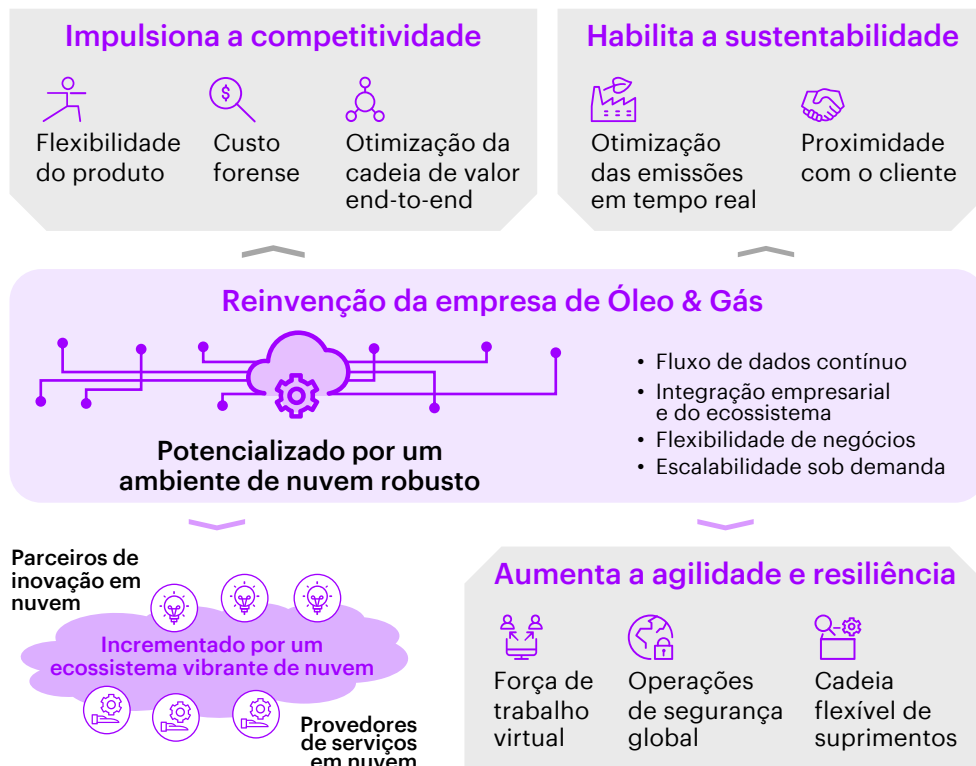 Impulsiona a competitividade
Flexibilidade
do produto
Custo
forense
Otimização da
cadeia de valor
end-to-end
Habilita a sustentabilidade
Otimização
das emissões
em tempo real
Proximidade
com o cliente
Reinvenção da empresa de Óleo & Gás
Potencializado por um
ambiente de nuvem robusto
• Fluxo de dados contínuo
• Integração empresarial
e do ecossistema
• Flexibilidade de negócios
• Escalabilidade sob demanda
Parceiros de
inovação em
nuvem
Incrementado por um
ecossistema vibrante de nuvem
Provedores
de serviços
em nuvem
Aumenta a agilidade e resiliência
Força de
trabalho
virtual
Operações
de segurança
global
Cadeia
flexível de
suprimentos